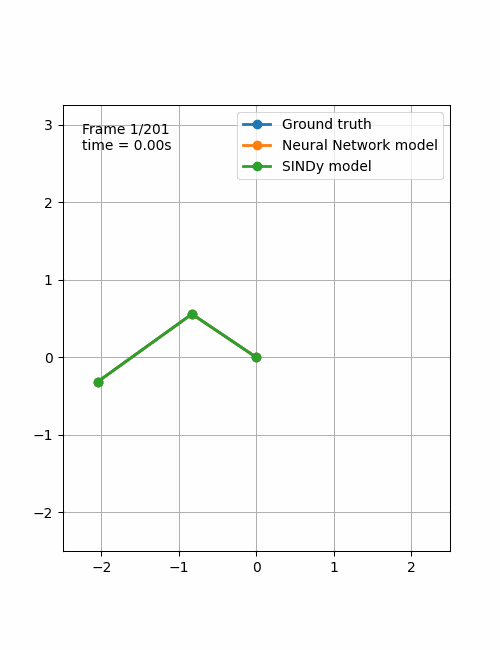 Frame 1/201
time = 0.00s
Ground truth
Neural Network model
SINDy model
3
2
1
0
−1
−2
−2 −1 0 1 2